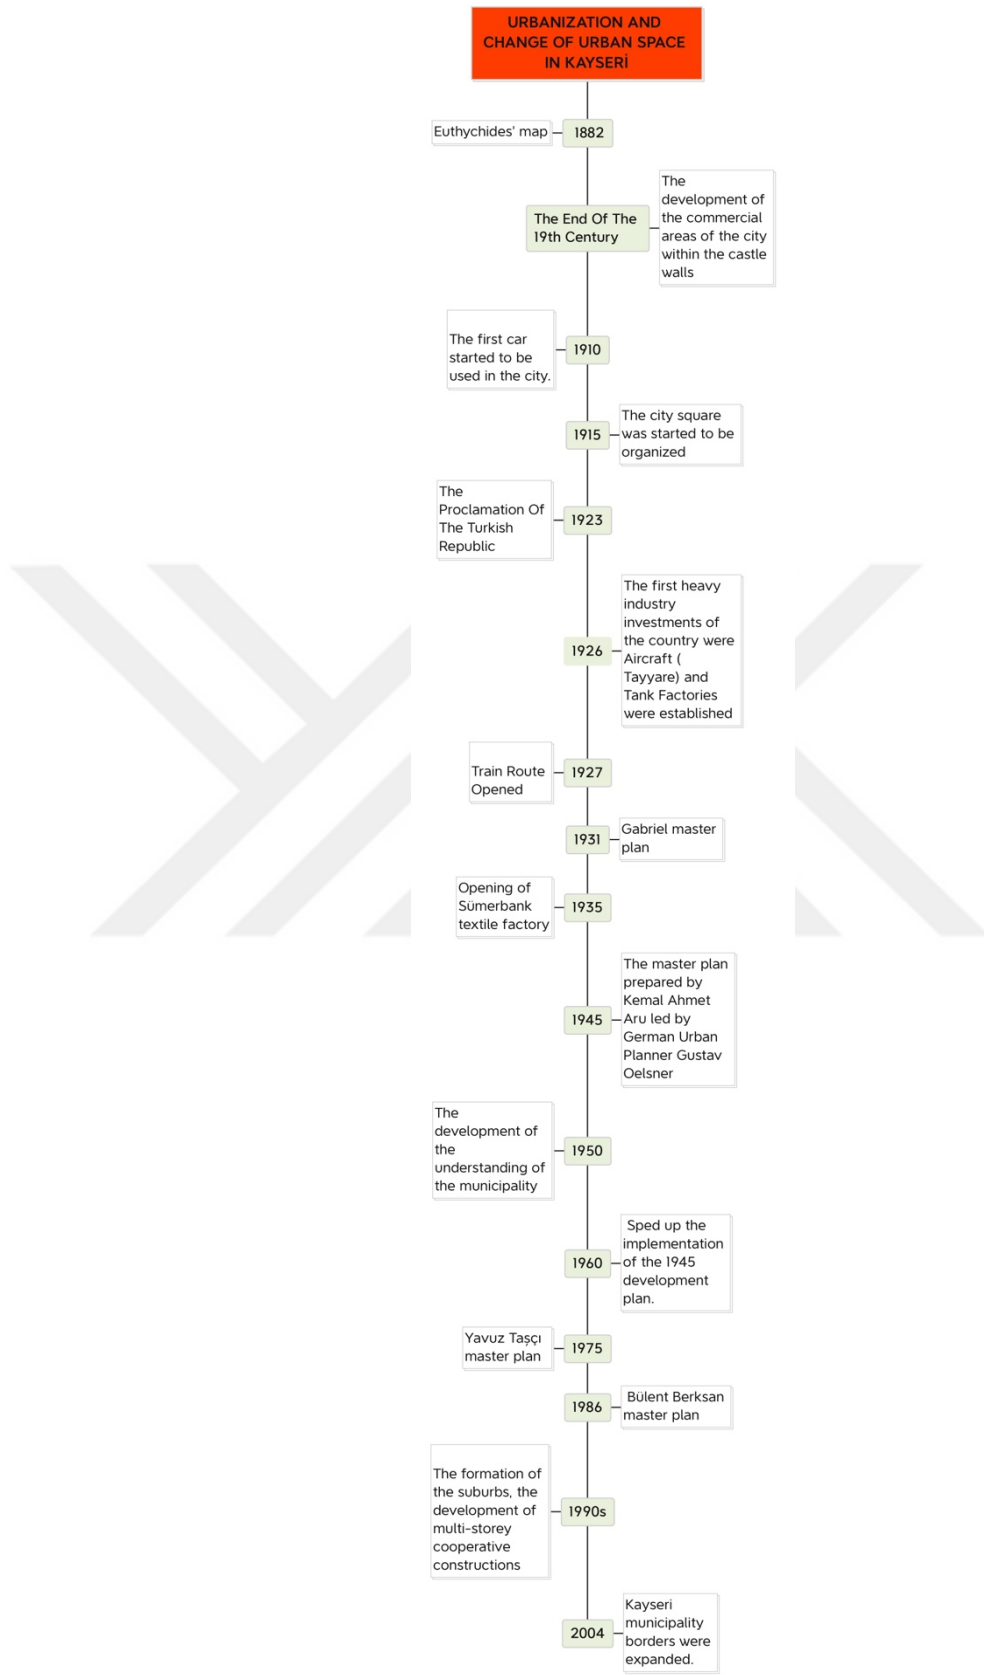 URBANIZATION AND
CHANGE OF URBAN SPACE
IN KAYSERİ
Euthychides' map
1882
The
development of
the commercial
areas of the city
within the castle
walls
The End Of The
19th Century
The first car
started to be
used in the city.
1910
The city square
was started to be
organized
1915
The
Proclamation Of
The Turkish
Republic
1923
The first heavy
industry
investments of
the country were
Aircraft (
Tayyare) and
Tank Factories
were established
1926
Train Route
Opened
1927
Gabriel master
plan
1931
Opening of
Sümerbank
textile factory
1935
The master plan
prepared by
Kemal Ahmet
Aru led by
German Urban
Planner Gustav
Oelsner
1945
The
development of
the
understanding of
the municipality
1950
Sped up the
implementation
of the 1945
development
plan.
1960
Yavuz Taşçı
master plan
1975
Bülent Berksan
master plan
1986
The formation of
the suburbs, the
development of
multi-storey
cooperative
constructions
1990s
Kayseri
municipality
borders were
expanded.
2004